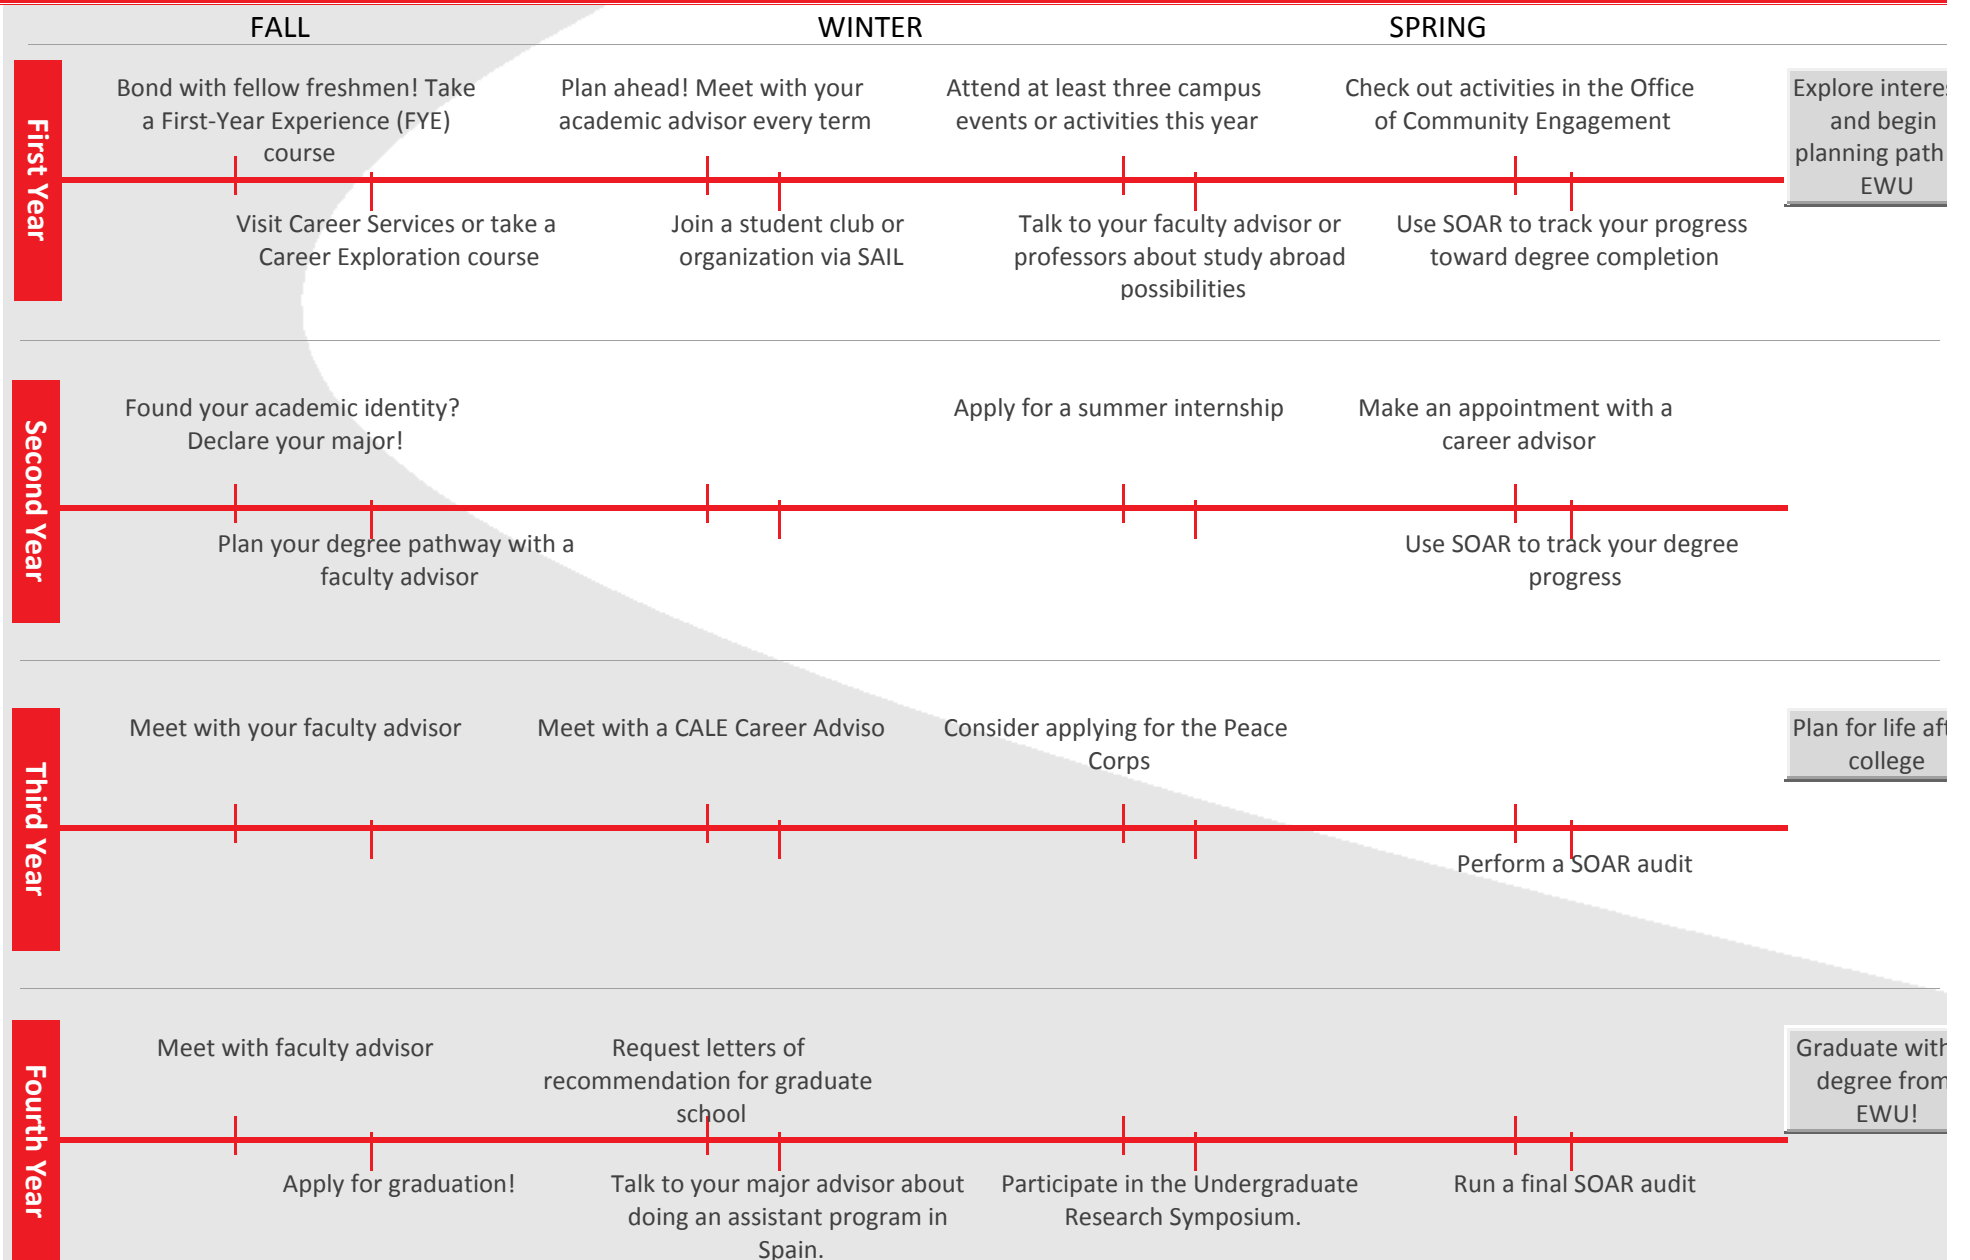 FALL
WINTER
SPRING
First Year
Bond with fellow freshmen! Take
a First-Year Experience (FYE)
course
Plan ahead! Meet with your
academic advisor every term
Attend at least three campus
events or activities this year
Check out activities in the Office
of Community Engagement
Explore interes
and begin
planning path
EWU
Visit Career Services or take a
Career Exploration course
Join a student club or
organization via SAIL
Talk to your faculty advisor or
professors about study abroad
possibilities
Use SOAR to track your progress
toward degree completion
Second Year
Found your academic identity?
Declare your major!
Apply for a summer internship
Make an appointment with a
career advisor
Plan your degree pathway with a
faculty advisor
Use SOAR to track your degree
progress
Third Year
Meet with your faculty advisor
Meet with a CALE Career Adviso
Consider applying for the Peace
Corps
Plan for life aft
college
Perform a SOAR audit
Fourth Year
Meet with faculty advisor
Request letters of
recommendation for graduate
school
Graduate with
degree from
EWU!
Apply for graduation!
Talk to your major advisor about
doing an assistant program in
Spain.
Participate in the Undergraduate
Research Symposium.
Run a final SOAR audit